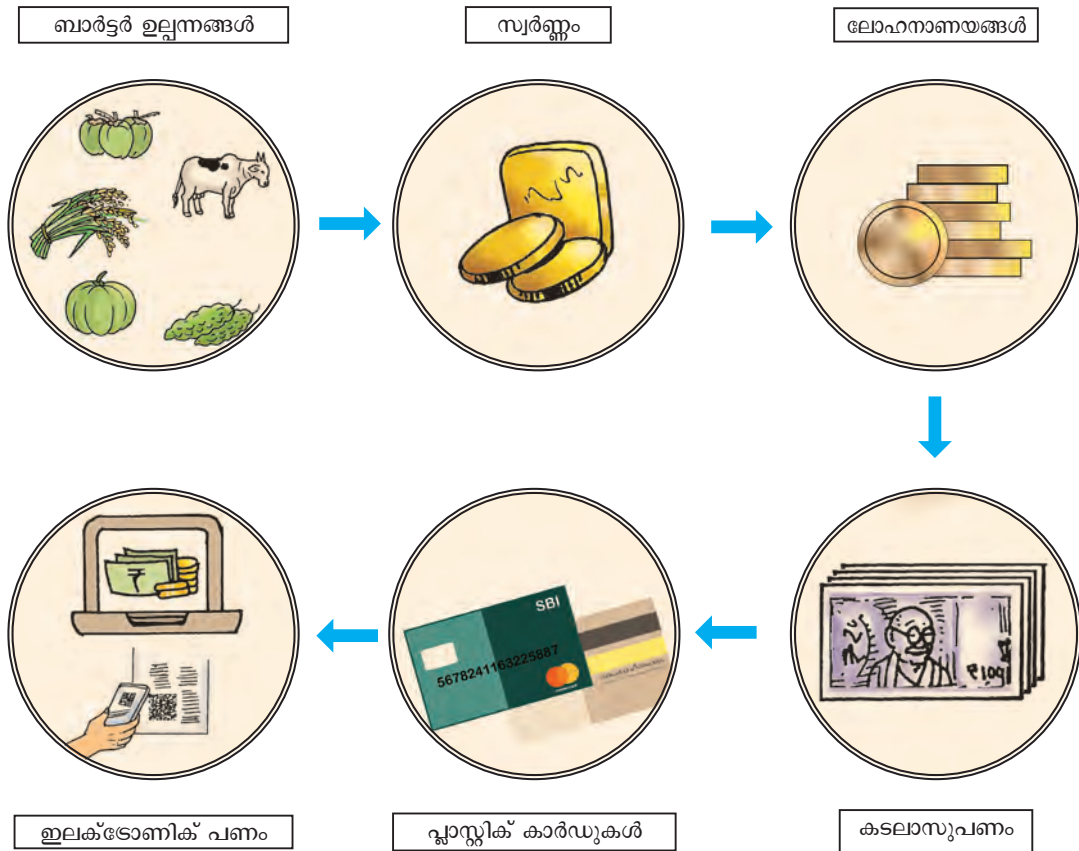 ബാർട്ടർ ഉല്പന്നങ്ങൾ
സ്വർണ്ണം
ലോഹനാണയങ്ങൾ
₹
SBI
5678241163225887
ഇലക്ട്രോണിക് പണം
പ്ലാസ്റ്റിക് കാർഡുകൾ
കടലാസുപണം